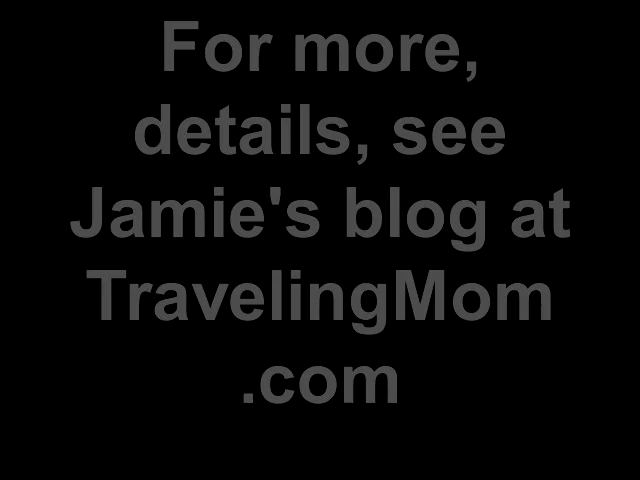 For more,
details, see
Jamie's blog at
TravelingMom
.com